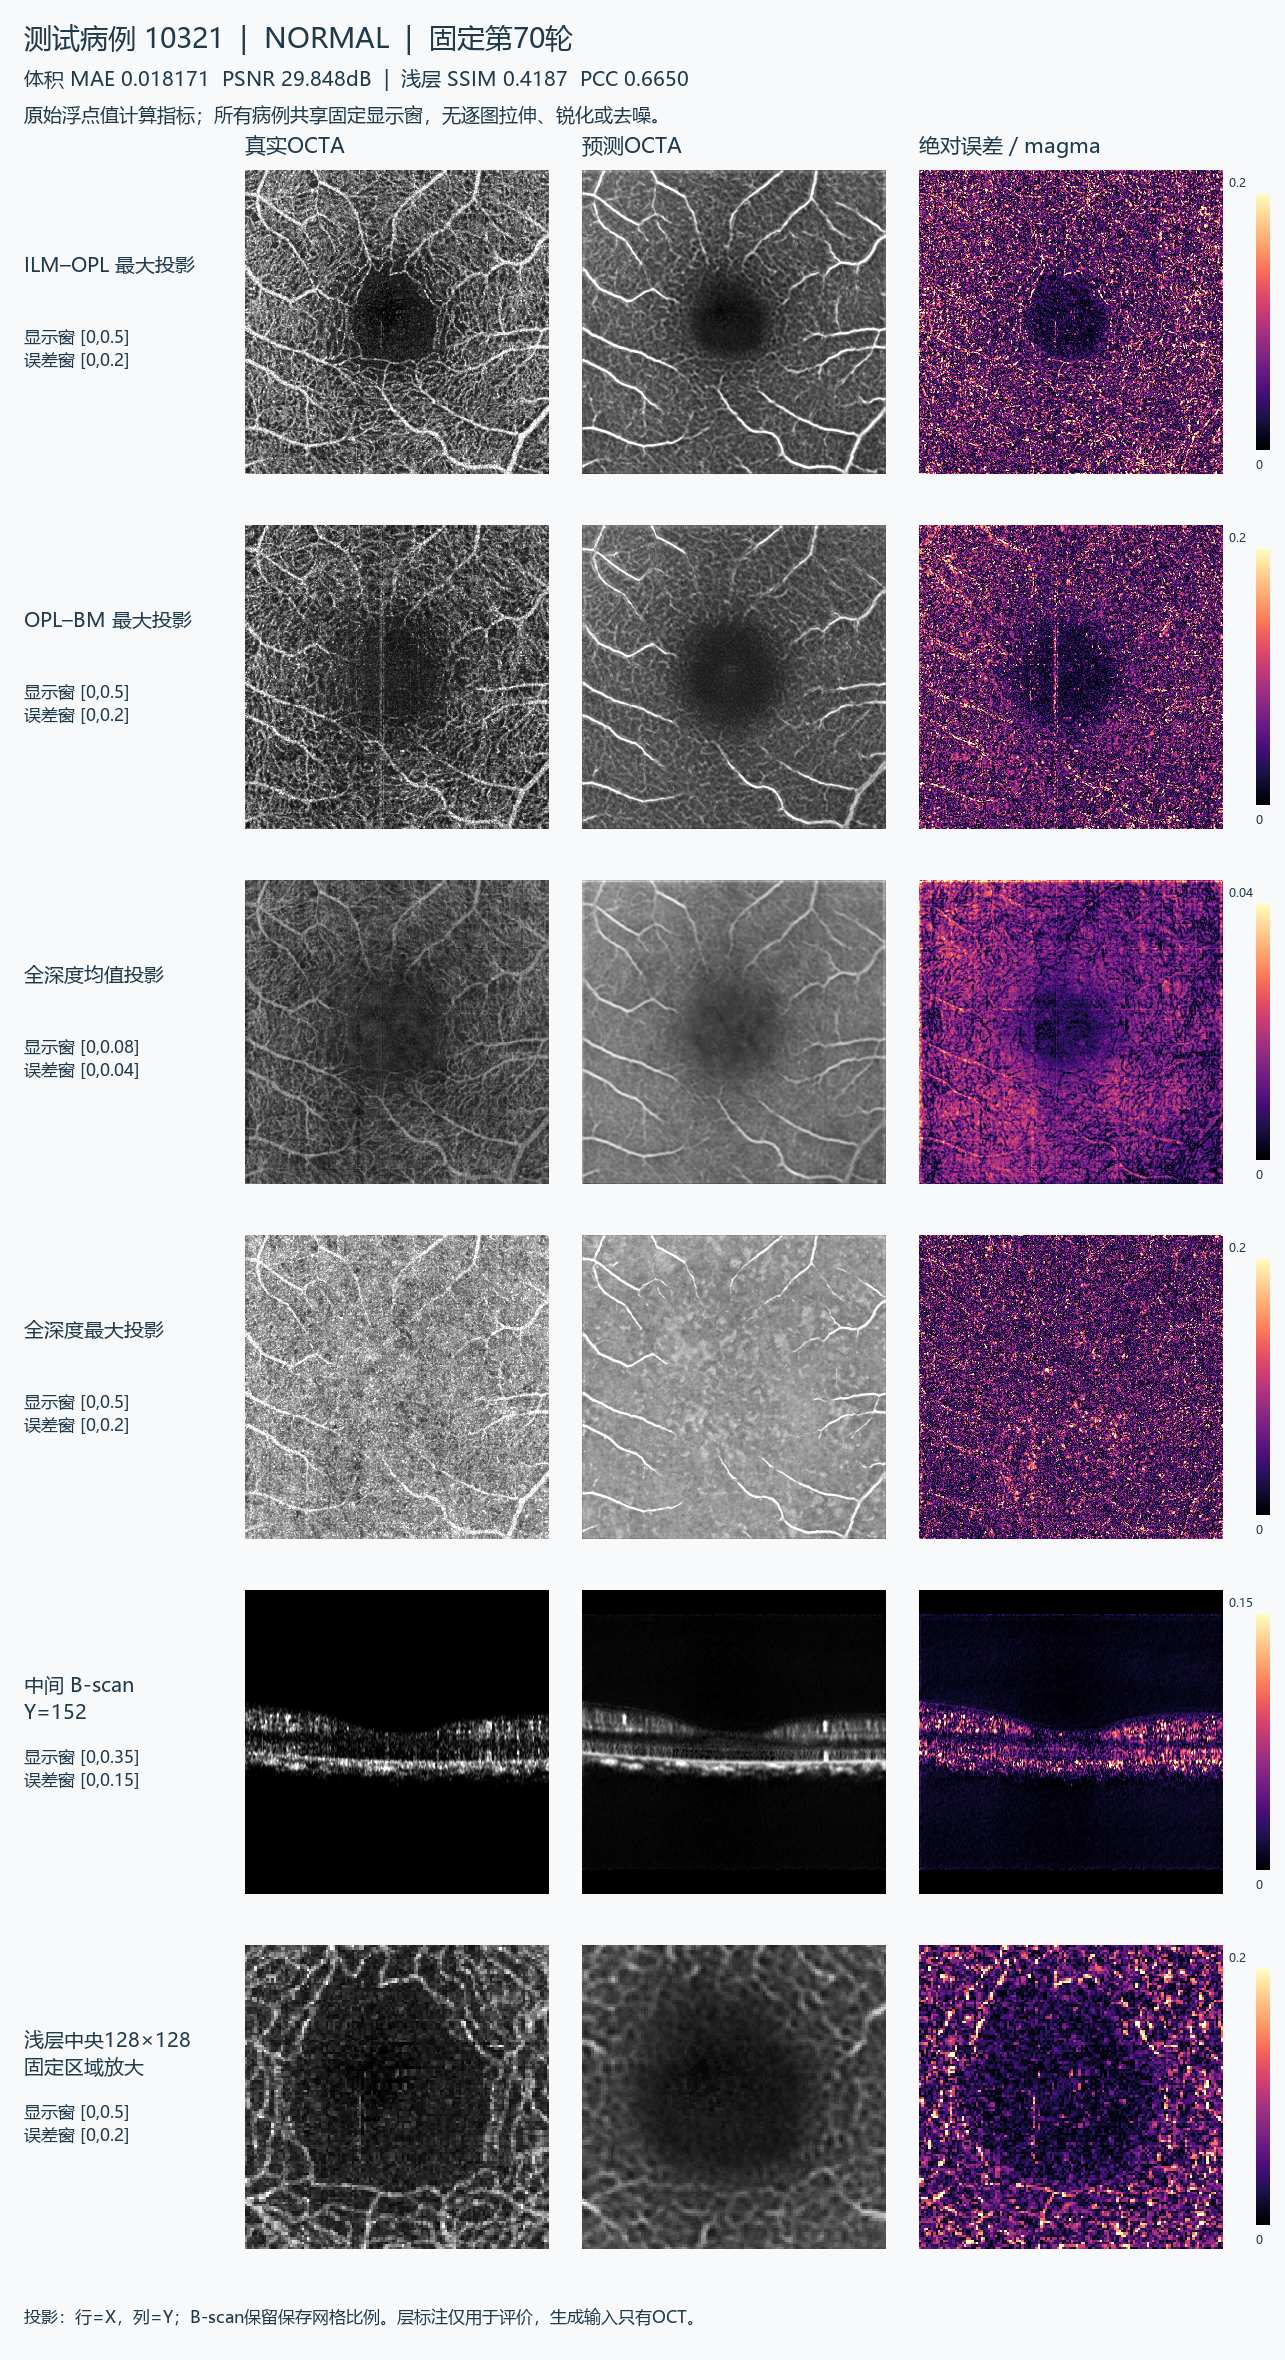 测试病例 10321 | NORMAL | 固定第70轮
体积 MAE 0.018171 PSNR 29.848dB | 浅层 SSIM 0.4187 PCC 0.6650
原始浮点值计算指标；所有病例共享固定显示窗，无逐图拉伸、锐化或去噪。
真实OCTA 预测OCTA 绝对误差 / magma
ILM–OPL 最大投影
显示窗 [0,0.5]
误差窗 [0,0.2]
0.2
0
OPL–BM 最大投影
显示窗 [0,0.5]
误差窗 [0,0.2]
0.2
0
全深度均值投影
显示窗 [0,0.08]
误差窗 [0,0.04]
0.04
0
全深度最大投影
显示窗 [0,0.5]
误差窗 [0,0.2]
0.2
0
中间 B-scan
Y=152
显示窗 [0,0.35]
误差窗 [0,0.15]
0.15
0
浅层中央128×128
固定区域放大
显示窗 [0,0.5]
误差窗 [0,0.2]
0.2
0
投影：行=X，列=Y；B-scan保留保存网格比例。层标注仅用于评价，生成输入只有OCT。